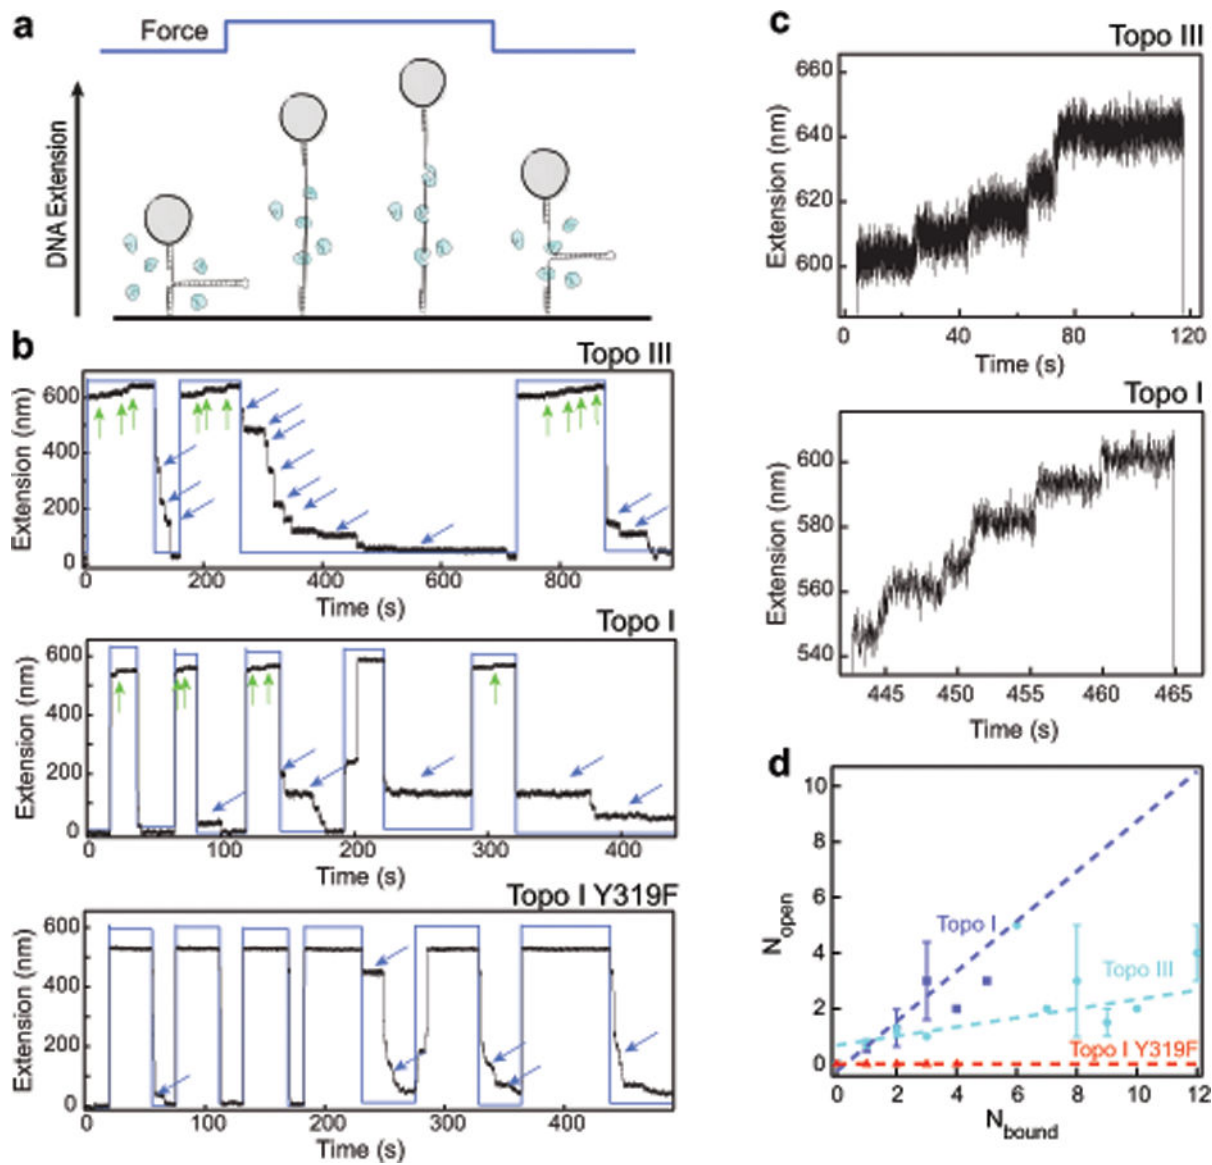 a
Force
DNA Extension
b
Topo III
Extension (nm)
600
400
200
0
0 200 400 600 800
Time (s)
Topo I
Extension (nm)
600
400
200
0
0 100 200 300 400
Time (s)
Topo I Y319F
Extension (nm)
600
400
200
0
0 100 200 300 400
Time (s)
c
Topo III
Extension (nm)
660
640
620
600
0 40 80 120
Time (s)
Topo I
Extension (nm)
600
580
560
540
445 450 455 460 465
Time (s)
d
N open
10
8
6
4
2
0
Topo I
Topo III
Topo I Y319F
0 2 4 6 8 10 12
N bound